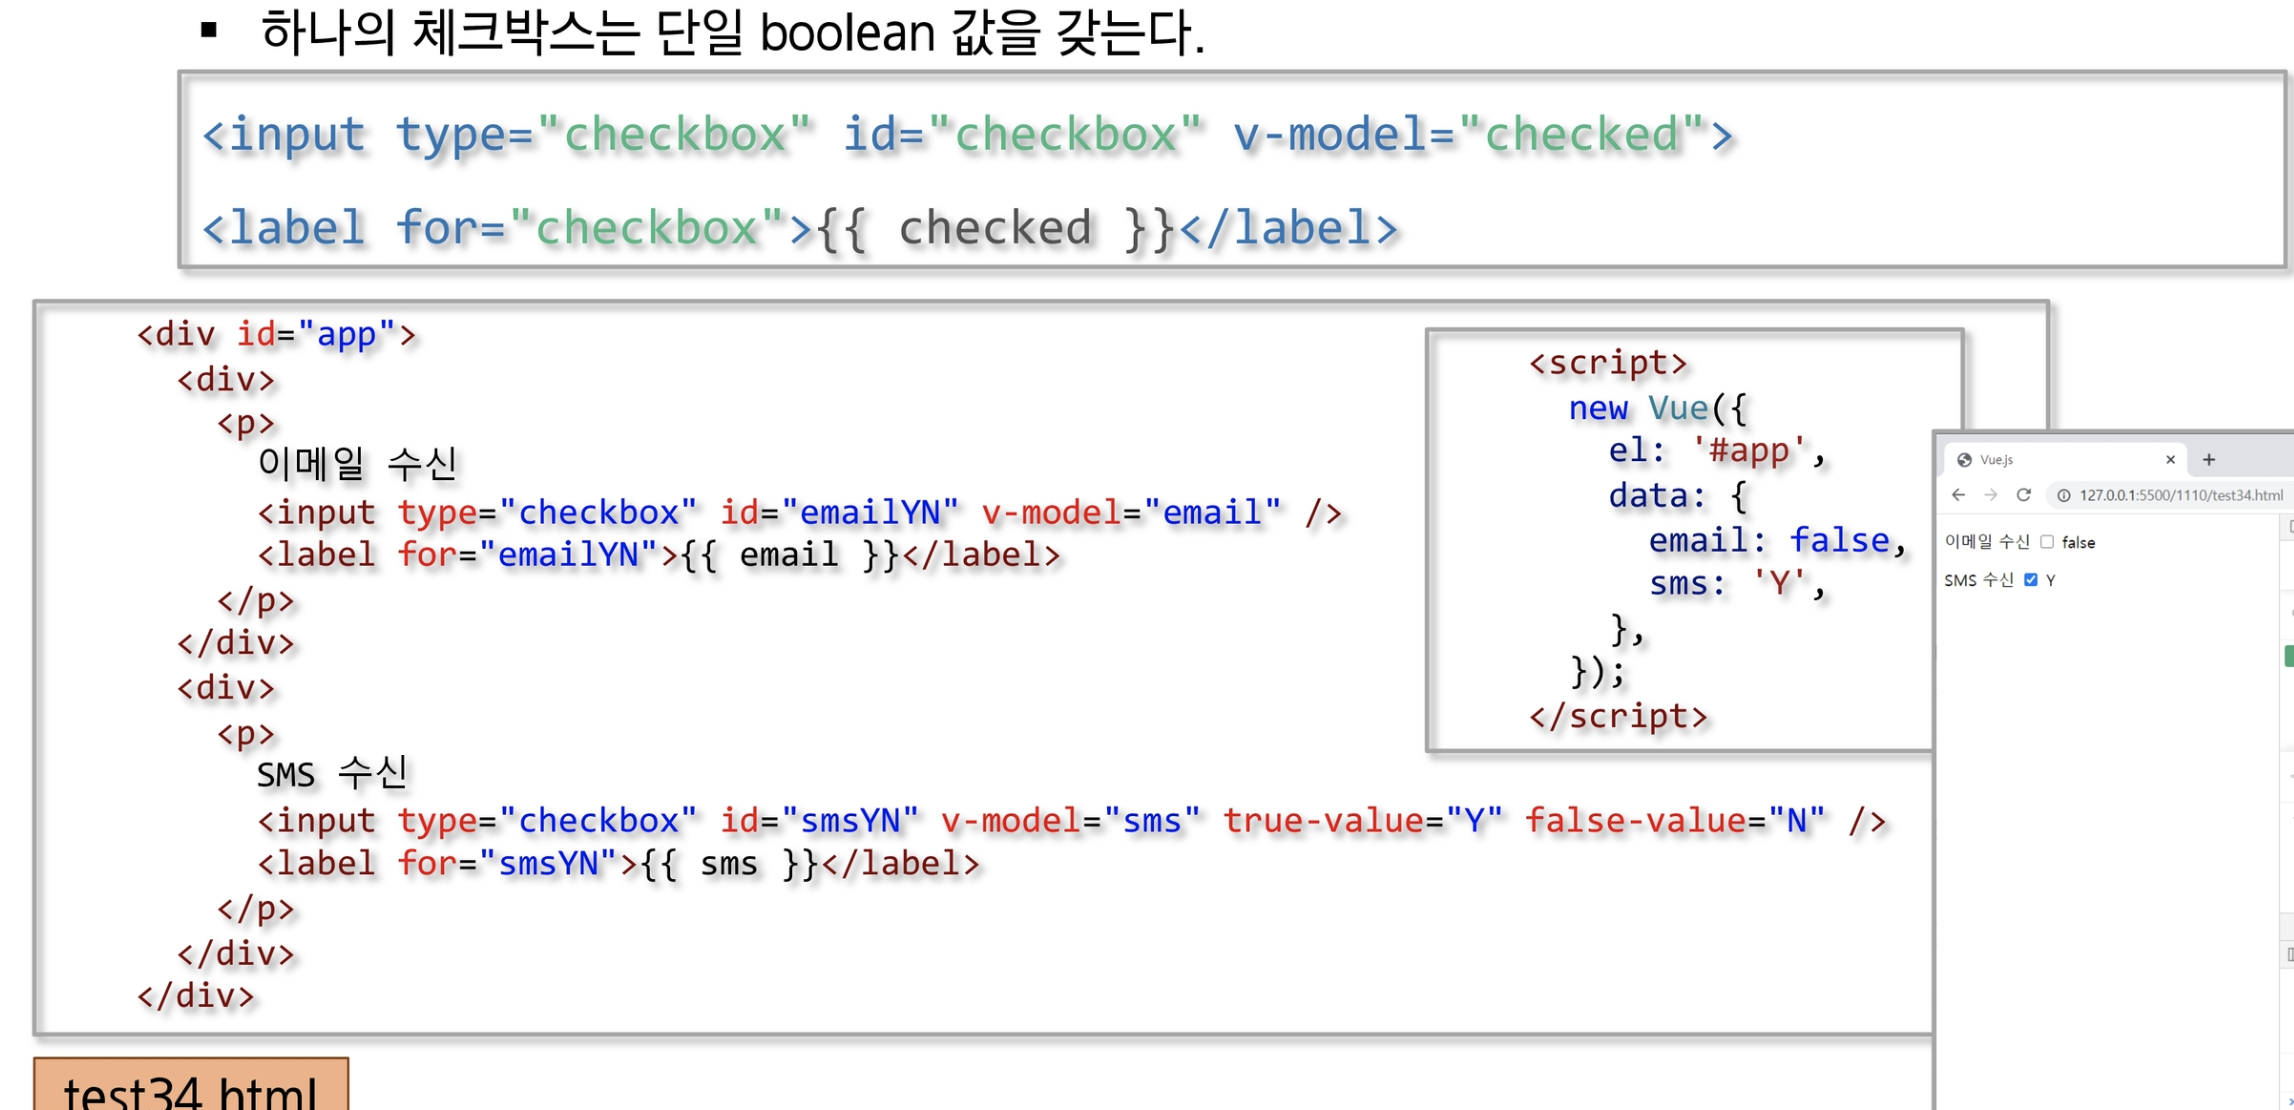 ▪ 하나의 체크박스는 단일 boolean 값을 갖는다.
<input type="checkbox" id="checkbox" v-model="checked">
<label for="checkbox">{{ checked }}</label>
<div id="app">
<div>
<p>
이메일 수신
<input type="checkbox" id="emailYN" v-model="email" />
<label for="emailYN">{{ email }}</label>
</p>
</div>
<div>
<p>
SMS 수신
<input type="checkbox" id="smsYN" v-model="sms" true-value="Y" false-value="N" />
<label for="smsYN">{{ sms }}</label>
</p>
</div>
</div>
<script>
new Vue({
el: '#app',
data: {
email: false,
sms: 'Y',
},
});
</script>
Vue.js
127.0.0.1:5500/1110/test34.html
이메일 수신 false
SMS 수신 Y
test34.html